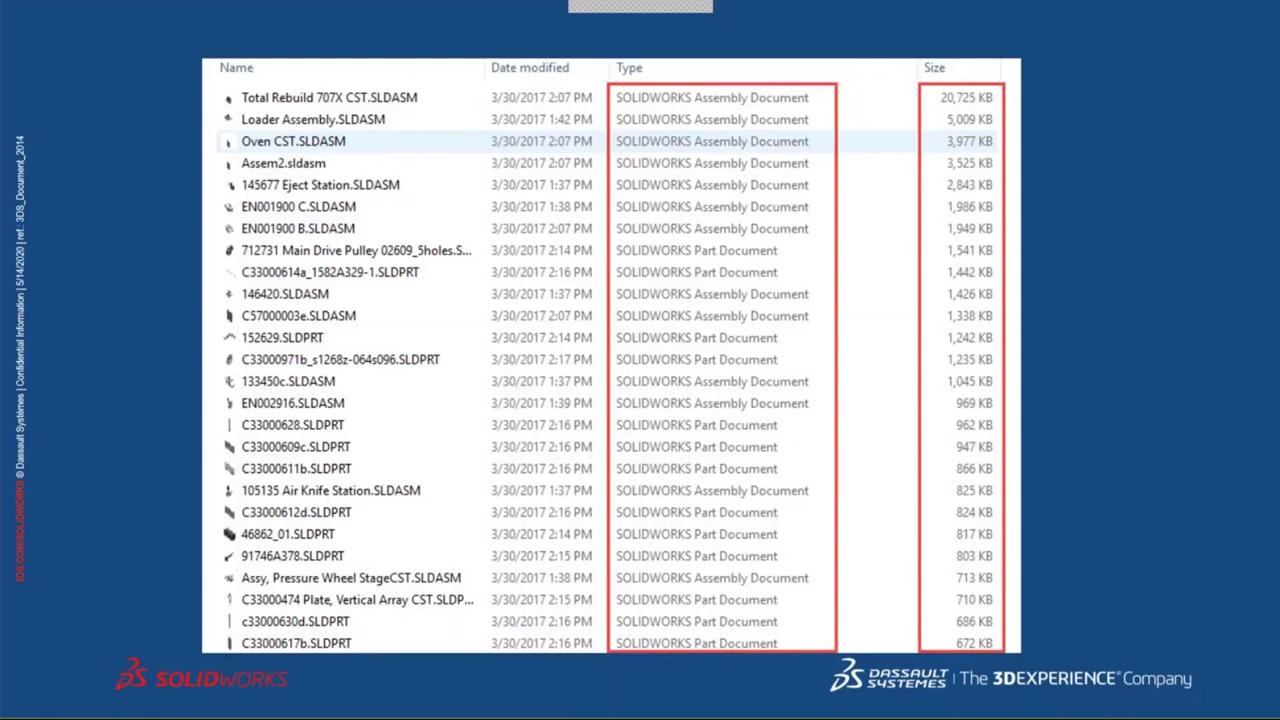 Name Date modified Type Size
Total Rebuild 707X CST.SLDASM 3/30/2017 2:07 PM SOLIDWORKS Assembly Document 20,725 KB
Loader Assembly.SLDASM 3/30/2017 1:42 PM SOLIDWORKS Assembly Document 5,009 KB
Oven CST.SLDASM 3/30/2017 2:07 PM SOLIDWORKS Assembly Document 3,977 KB
Assem2.sldasm 3/30/2017 2:07 PM SOLIDWORKS Assembly Document 3,525 KB
145677 Eject Station.SLDASM 3/30/2017 1:37 PM SOLIDWORKS Assembly Document 2,843 KB
EN001900 C.SLDASM 3/30/2017 1:38 PM SOLIDWORKS Assembly Document 1,986 KB
EN001900 B.SLDASM 3/30/2017 2:07 PM SOLIDWORKS Assembly Document 1,949 KB
712731 Main Drive Pulley 02609_5holes.S... 3/30/2017 2:14 PM SOLIDWORKS Part Document 1,541 KB
C33000614a_1582A329-1.SLDPRT 3/30/2017 2:16 PM SOLIDWORKS Part Document 1,442 KB
146420.SLDASM 3/30/2017 1:37 PM SOLIDWORKS Assembly Document 1,426 KB
C57000003e.SLDASM 3/30/2017 2:07 PM SOLIDWORKS Assembly Document 1,338 KB
152629.SLDPRT 3/30/2017 2:14 PM SOLIDWORKS Part Document 1,242 KB
C33000971b_s1268z-064s096.SLDPRT 3/30/2017 2:17 PM SOLIDWORKS Part Document 1,235 KB
133450c.SLDASM 3/30/2017 1:37 PM SOLIDWORKS Assembly Document 1,045 KB
EN002916.SLDASM 3/30/2017 1:39 PM SOLIDWORKS Assembly Document 969 KB
C33000628.SLDPRT 3/30/2017 2:16 PM SOLIDWORKS Part Document 962 KB
C33000609c.SLDPRT 3/30/2017 2:16 PM SOLIDWORKS Part Document 947 KB
C33000611b.SLDPRT 3/30/2017 2:16 PM SOLIDWORKS Part Document 866 KB
105135 Air Knife Station.SLDASM 3/30/2017 1:37 PM SOLIDWORKS Assembly Document 825 KB
C33000612d.SLDPRT 3/30/2017 2:16 PM SOLIDWORKS Part Document 824 KB
46862_01.SLDPRT 3/30/2017 2:14 PM SOLIDWORKS Part Document 817 KB
91746A378.SLDPRT 3/30/2017 2:15 PM SOLIDWORKS Part Document 803 KB
Assy, Pressure Wheel StageCST.SLDASM 3/30/2017 1:38 PM SOLIDWORKS Assembly Document 713 KB
C33000474 Plate, Vertical Array CST.SLDP... 3/30/2017 2:15 PM SOLIDWORKS Part Document 710 KB
c33000630d.SLDPRT 3/30/2017 2:16 PM SOLIDWORKS Part Document 686 KB
C33000617b.SLDPRT 3/30/2017 2:16 PM SOLIDWORKS Part Document 672 KB
3DS.COM/SOLIDWORKS © Dassault Systèmes | Confidential Information | 5/14/2020 | ref.: 3DS_Document_2014
SOLIDWORKS
DASSAULT SYSTEMES | The 3DEXPERIENCE® Company